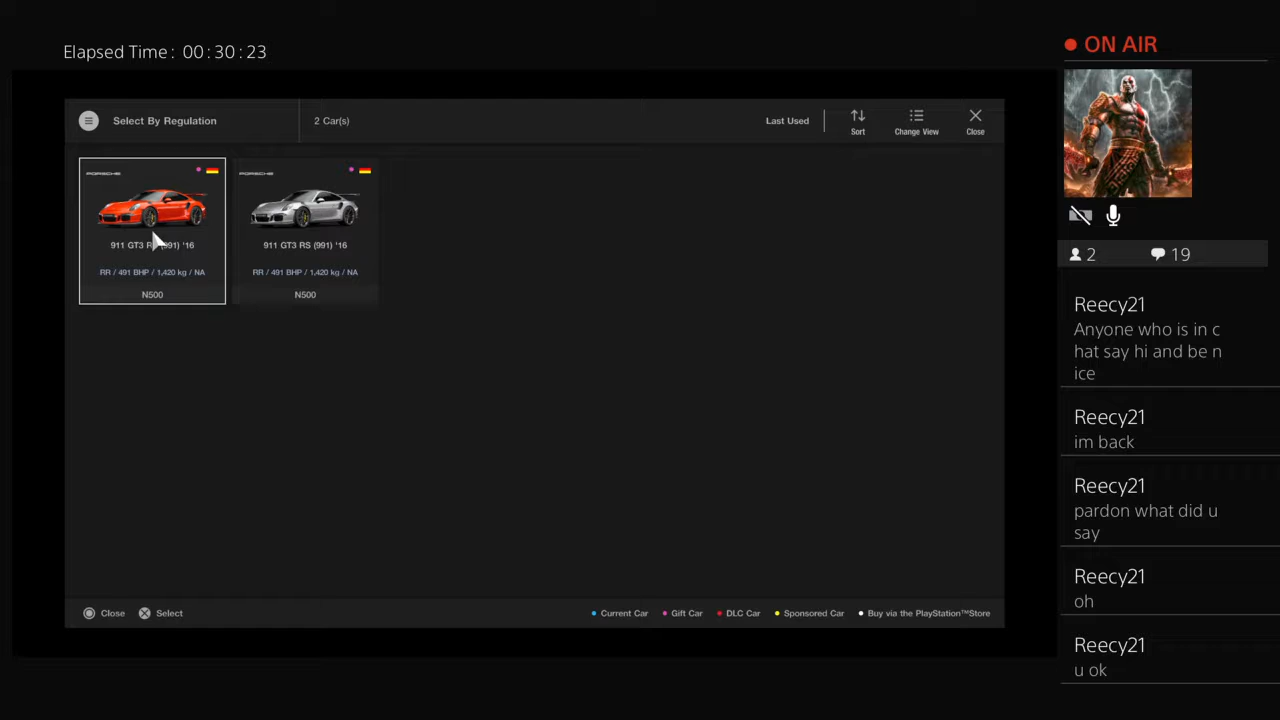 Elapsed Time: 00:30:23
ON AIR
Select By Regulation
2 Car(s)
Last Used
Sort
Change View
Close
PORSCHE
911 GT3 RS (991) '16
RR / 491 BHP / 1,420 kg / NA
N500
PORSCHE
911 GT3 RS (991) '16
RR / 491 BHP / 1,420 kg / NA
N500
Close
Select
Current Car
Gift Car
DLC Car
Sponsored Car
Buy via the PlayStation™Store
2
19
Reecy21
Anyone who is in c
hat say hi and be n
ice
Reecy21
im back
Reecy21
pardon what did u
say
Reecy21
oh
Reecy21
u ok